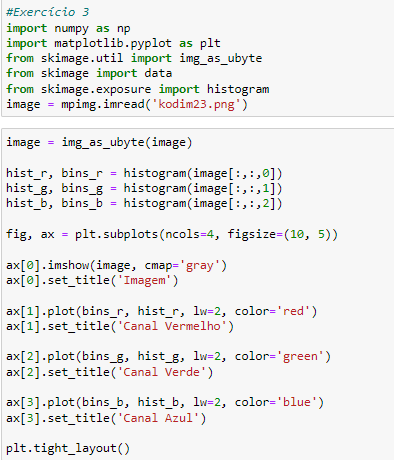 #Exercício 3
import numpy as np
import matplotlib.pyplot as plt
from skimage.util import img_as_ubyte
from skimage import data
from skimage.exposure import histogram
image = mpimg.imread('kodim23.png')
image = img_as_ubyte(image)
hist_r, bins_r = histogram(image[:,:,0])
hist_g, bins_g = histogram(image[:,:,1])
hist_b, bins_b = histogram(image[:,:,2])
fig, ax = plt.subplots(ncols=4, figsize=(10, 5))
ax[0].imshow(image, cmap='gray')
ax[0].set_title('Imagem')
ax[1].plot(bins_r, hist_r, lw=2, color='red')
ax[1].set_title('Canal Vermelho')
ax[2].plot(bins_g, hist_g, lw=2, color='green')
ax[2].set_title('Canal Verde')
ax[3].plot(bins_b, hist_b, lw=2, color='blue')
ax[3].set_title('Canal Azul')
plt.tight_layout()